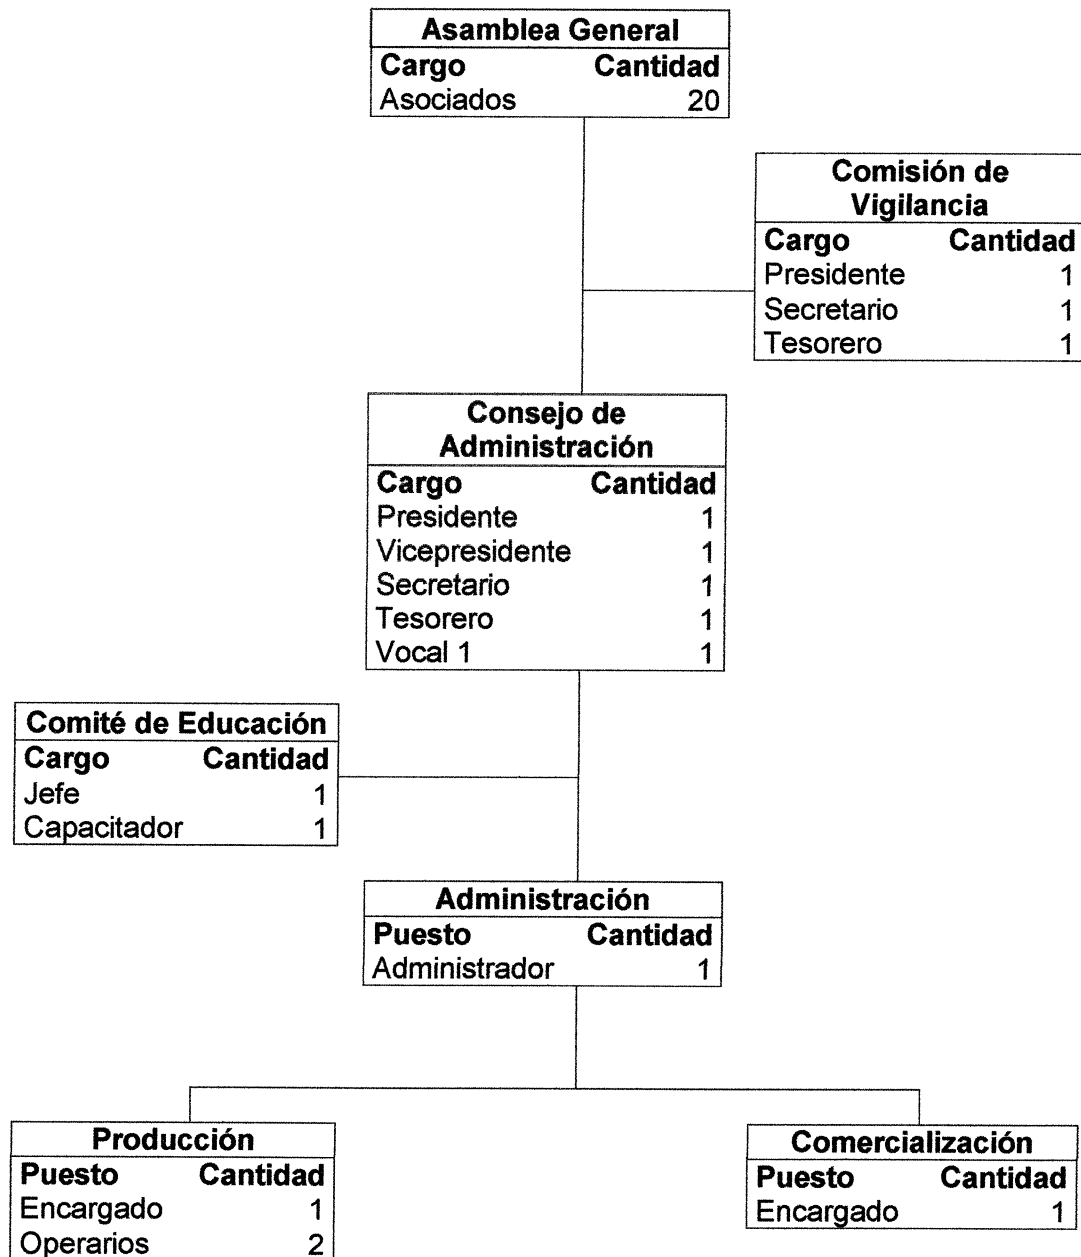 Asamblea General
Cargo Cantidad
Asociados 20
Comisión de
Vigilancia
Cargo Cantidad
Presidente 1
Secretario 1
Tesorero 1
Consejo de
Administración
Cargo Cantidad
Presidente 1
Vicepresidente 1
Secretario 1
Tesorero 1
Vocal 1 1
Comité de Educación
Cargo Cantidad
Jefe 1
Capacitador 1
Administración
Puesto Cantidad
Administrador 1
Producción
Puesto Cantidad
Encargado 1
Operarios 2
Comercialización
Puesto Cantidad
Encargado 1